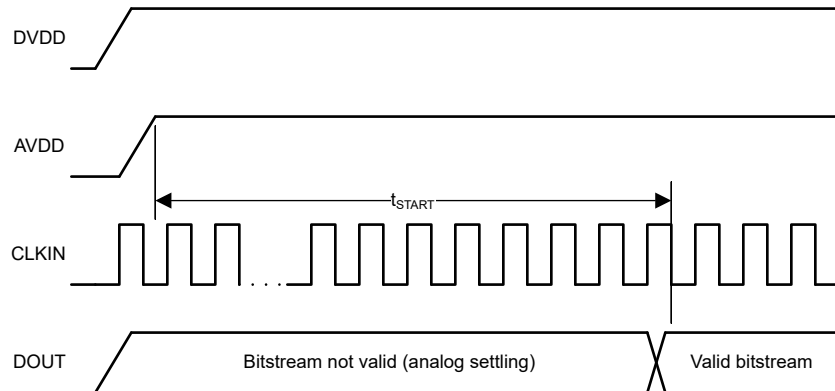 DVDD
AVDD
tSTART
CLKIN
. . .
DOUT
Bitstream not valid (analog settling)
Valid bitstream